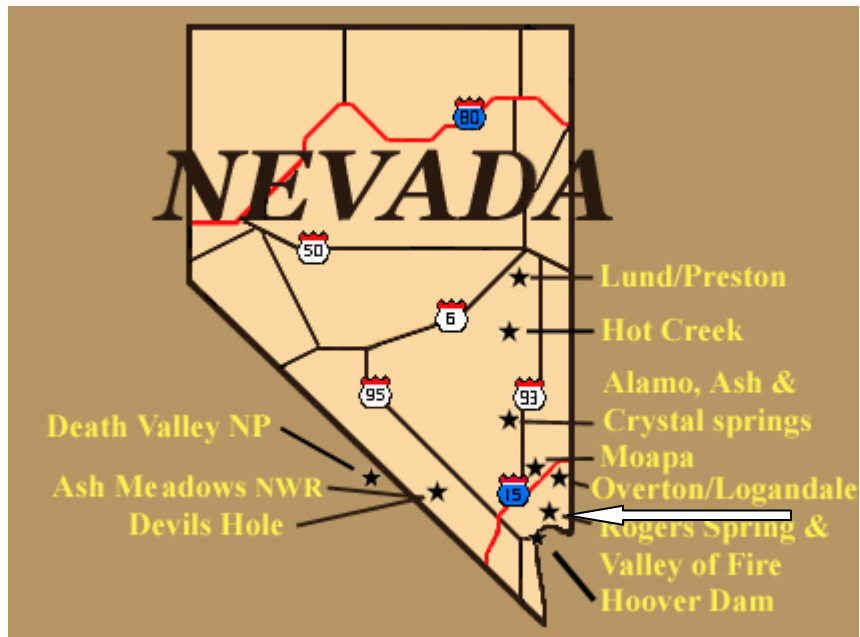 80
NEVADA
50
Lund/Preston
6
Hot Creek
95
93
Alamo, Ash &
Crystal springs
Death Valley NP
Moapa
Ash Meadows NWR
15
Overton/Logandale
Devils Hole
Rogers Spring &
Valley of Fire
Hoover Dam